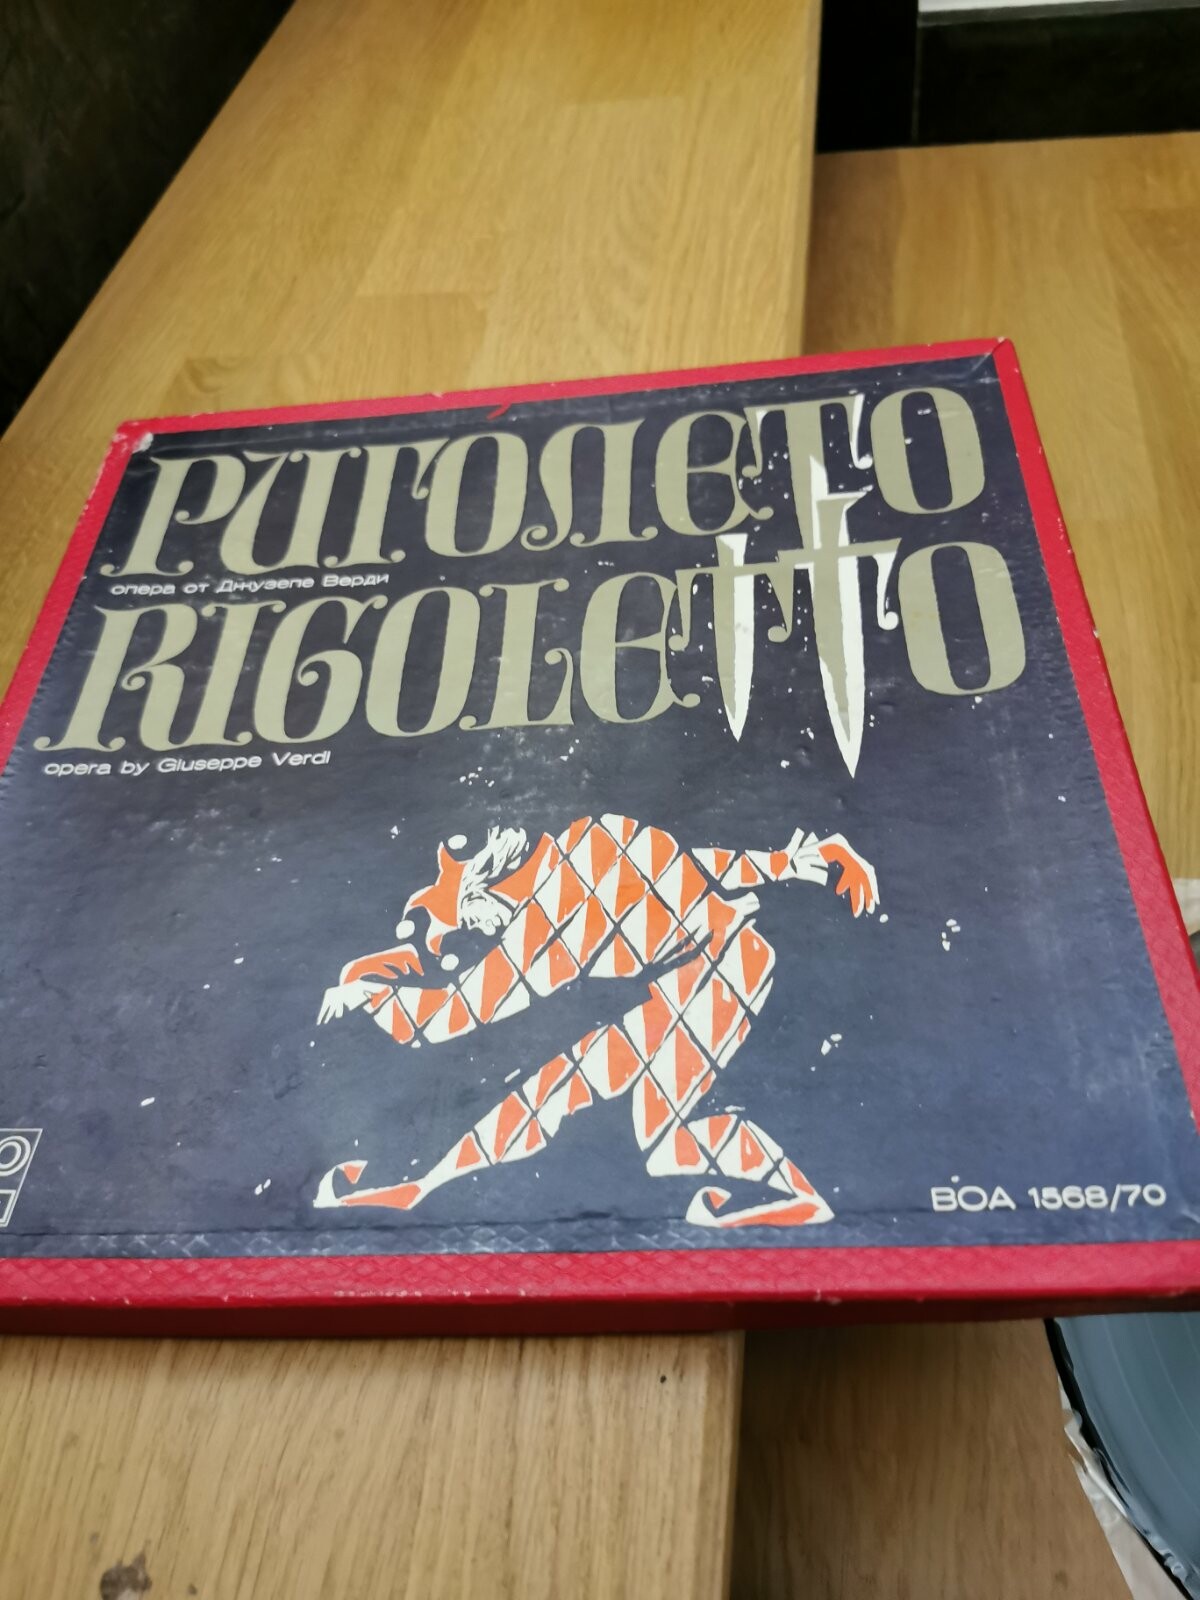 РИГОЛЕТО
опера от Джузепе Верди
RIGOLETTO
opera by Giuseppe Verdi
ВОА 1568/70